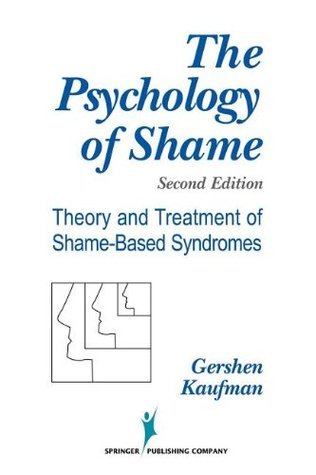 The
Psychology
of Shame
Second Edition
Theory and Treatment of
Shame-Based Syndromes
Gershen
Kaufman
SPRINGER PUBLISHING COMPANY